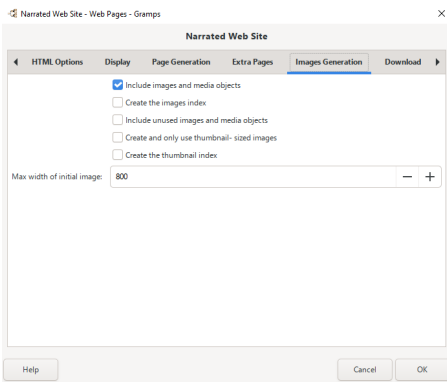 Narrated Web Site - Web Pages - Gramps
Narrated Web Site
HTML Options Display Page Generation Extra Pages Images Generation Download
Include images and media objects
Create the images index
Include unused images and media objects
Create and only use thumbnail- sized images
Create the thumbnail index
Max width of initial image: 800
Help Cancel OK